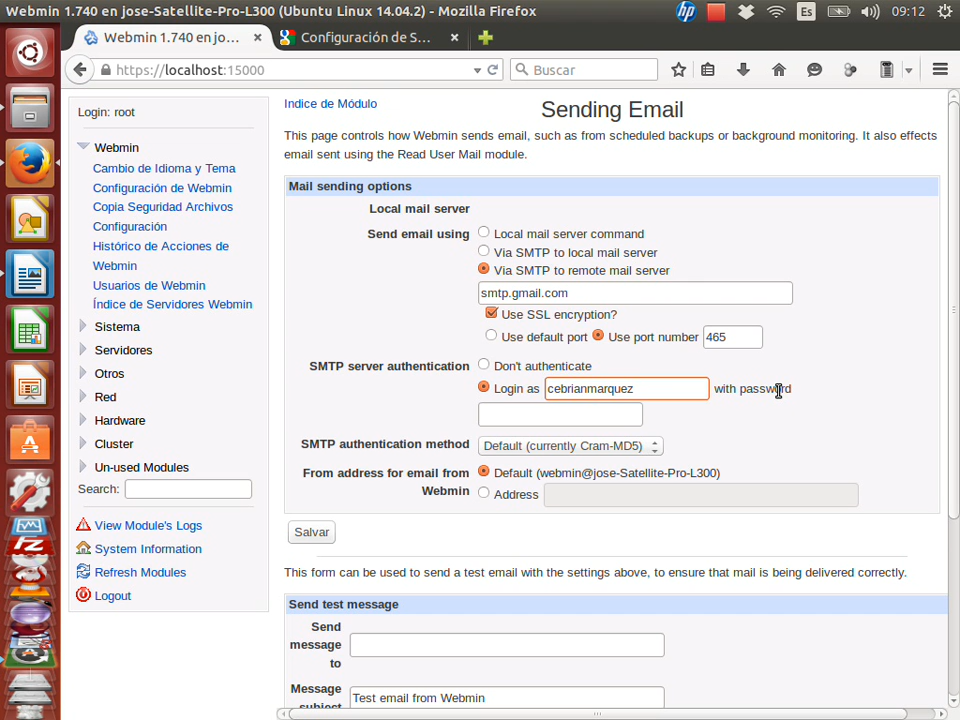 Webmin 1.740 en jose-Satellite-Pro-L300 (Ubuntu Linux 14.04.2) - Mozilla Firefox
Es
09:12
Webmin 1.740 en jo...
Configuración de S...
https://localhost:15000
Buscar
Login: root
Webmin
Cambio de Idioma y Tema
Configuración de Webmin
Copia Seguridad Archivos
Configuración
Histórico de Acciones de
Webmin
Usuarios de Webmin
Índice de Servidores Webmin
Sistema
Servidores
Otros
Red
Hardware
Cluster
Un-used Modules
Search:
View Module's Logs
System Information
Refresh Modules
Logout
Indice de Módulo
Sending Email
This page controls how Webmin sends email, such as from scheduled backups or background monitoring. It also effects
email sent using the Read User Mail module.
Mail sending options
Local mail server
Send email using
Local mail server command
Via SMTP to local mail server
Via SMTP to remote mail server
smtp.gmail.com
Use SSL encryption?
Use default port Use port number 465
SMTP server authentication
Don't authenticate
Login as cebrianmarquez with password
SMTP authentication method Default (currently Cram-MD5)
From address for email from
Webmin
Default (webmin@jose-Satellite-Pro-L300)
Address
Salvar
This form can be used to send a test email with the settings above, to ensure that mail is being delivered correctly.
Send test message
Send
message
to
Message
subject
Test email from Webmin